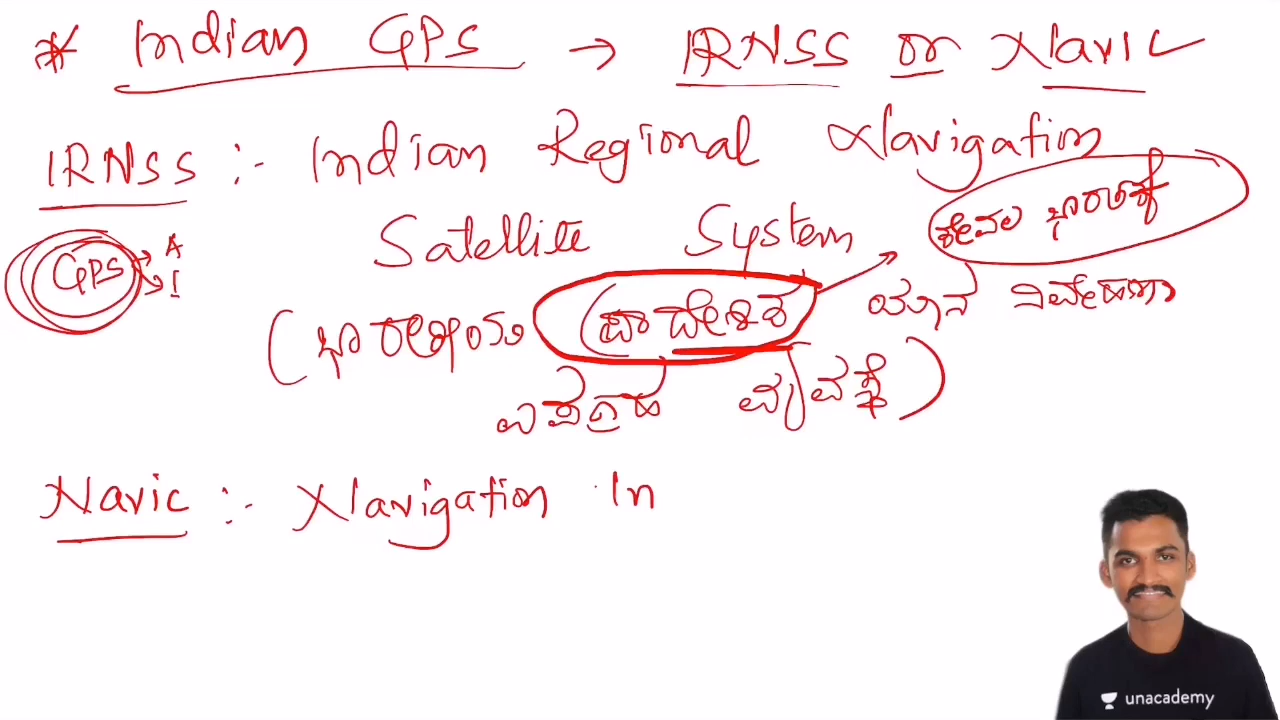 * Indian GPS → IRNSS or Navic
IRNSS :- Indian Regional Navigation
Satellite System
ಕೇವಲ ಭಾರತಕ್ಕೆ
GPS → A
→ I
(ಭಾರತೀಯ (ಪ್ರಾದೇಶಿಕ) ಯಾನ ನಿರ್ವಹಣಾ
ಉಪಗ್ರಹ ವ್ಯವಸ್ಥೆ)
Navic :- Navigation In
unacademy